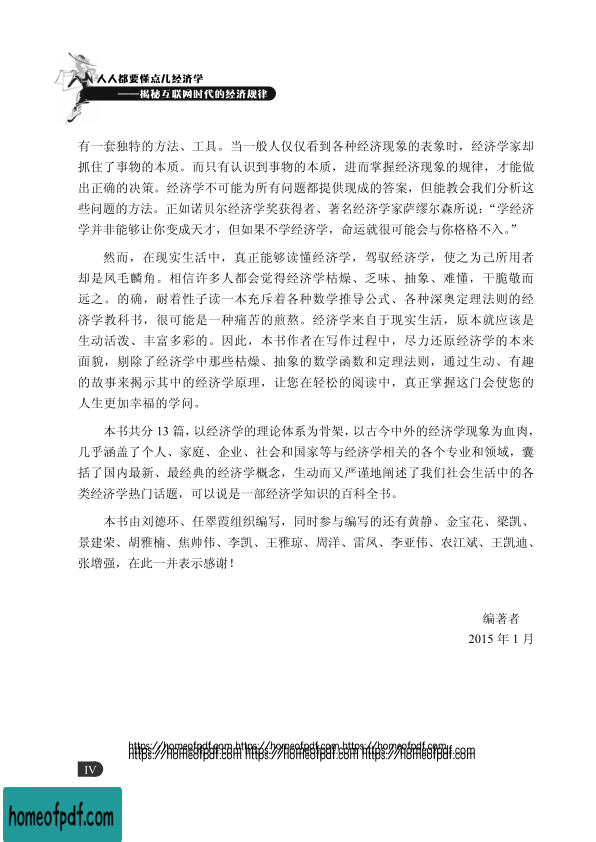 人人都要懂点儿经济学
——揭秘互联网时代的经济规律
有一套独特的方法、工具。当一般人仅仅看到各种经济现象的表象时，经济学家却
抓住了事物的本质。而只有认识到事物的本质，进而掌握经济现象的规律，才能做
出正确的决策。经济学不可能为所有问题都提供现成的答案，但能教会我们分析这
些问题的方法。正如诺贝尔经济学奖获得者、著名经济学家萨缪尔森所说：“学经济
学并非能够让你变成天才，但如果不学经济学，命运就很可能会与你格格不入。”
然而，在现实生活中，真正能够读懂经济学，驾驭经济学，使之为己所用者
却是凤毛麟角。相信许多人都会觉得经济学枯燥、乏味、抽象、难懂，干脆敬而
远之。的确，耐着性子读一本充斥着各种数学推导公式、各种深奥定理法则的经
济学教科书，很可能是一种痛苦的煎熬。经济学来自于现实生活，原本就应该是
生动活泼、丰富多彩的。因此，本书作者在写作过程中，尽力还原经济学的本来
面貌，剔除了经济学中那些枯燥、抽象的数学函数和定理法则，通过生动、有趣
的故事来揭示其中的经济学原理，让您在轻松的阅读中，真正掌握这门会使您的
人生更加幸福的学问。
本书共分 13 篇，以经济学的理论体系为骨架，以古今中外的经济学现象为血肉，
几乎涵盖了个人、家庭、企业、社会和国家等与经济学相关的各个专业和领域，囊
括了国内最新、最经典的经济学概念，生动而又严谨地阐述了我们社会生活中的各
类经济学热门话题，可以说是一部经济学知识的百科全书。
本书由刘德环、任翠霞组织编写，同时参与编写的还有黄静、金宝花、梁凯、
景建荣、胡雅楠、焦帅伟、李凯、王雅琼、周洋、雷凤、李亚伟、农江斌、王凯迪、
张增强，在此一并表示感谢！
编著者
2015 年 1 月
https://homeofpdf.com https://homeofpdf.com https://homeofpdf.com
https://homeofpdf.com https://homeofpdf.com https://homeofpdf.com
IV
homeofpdf.com